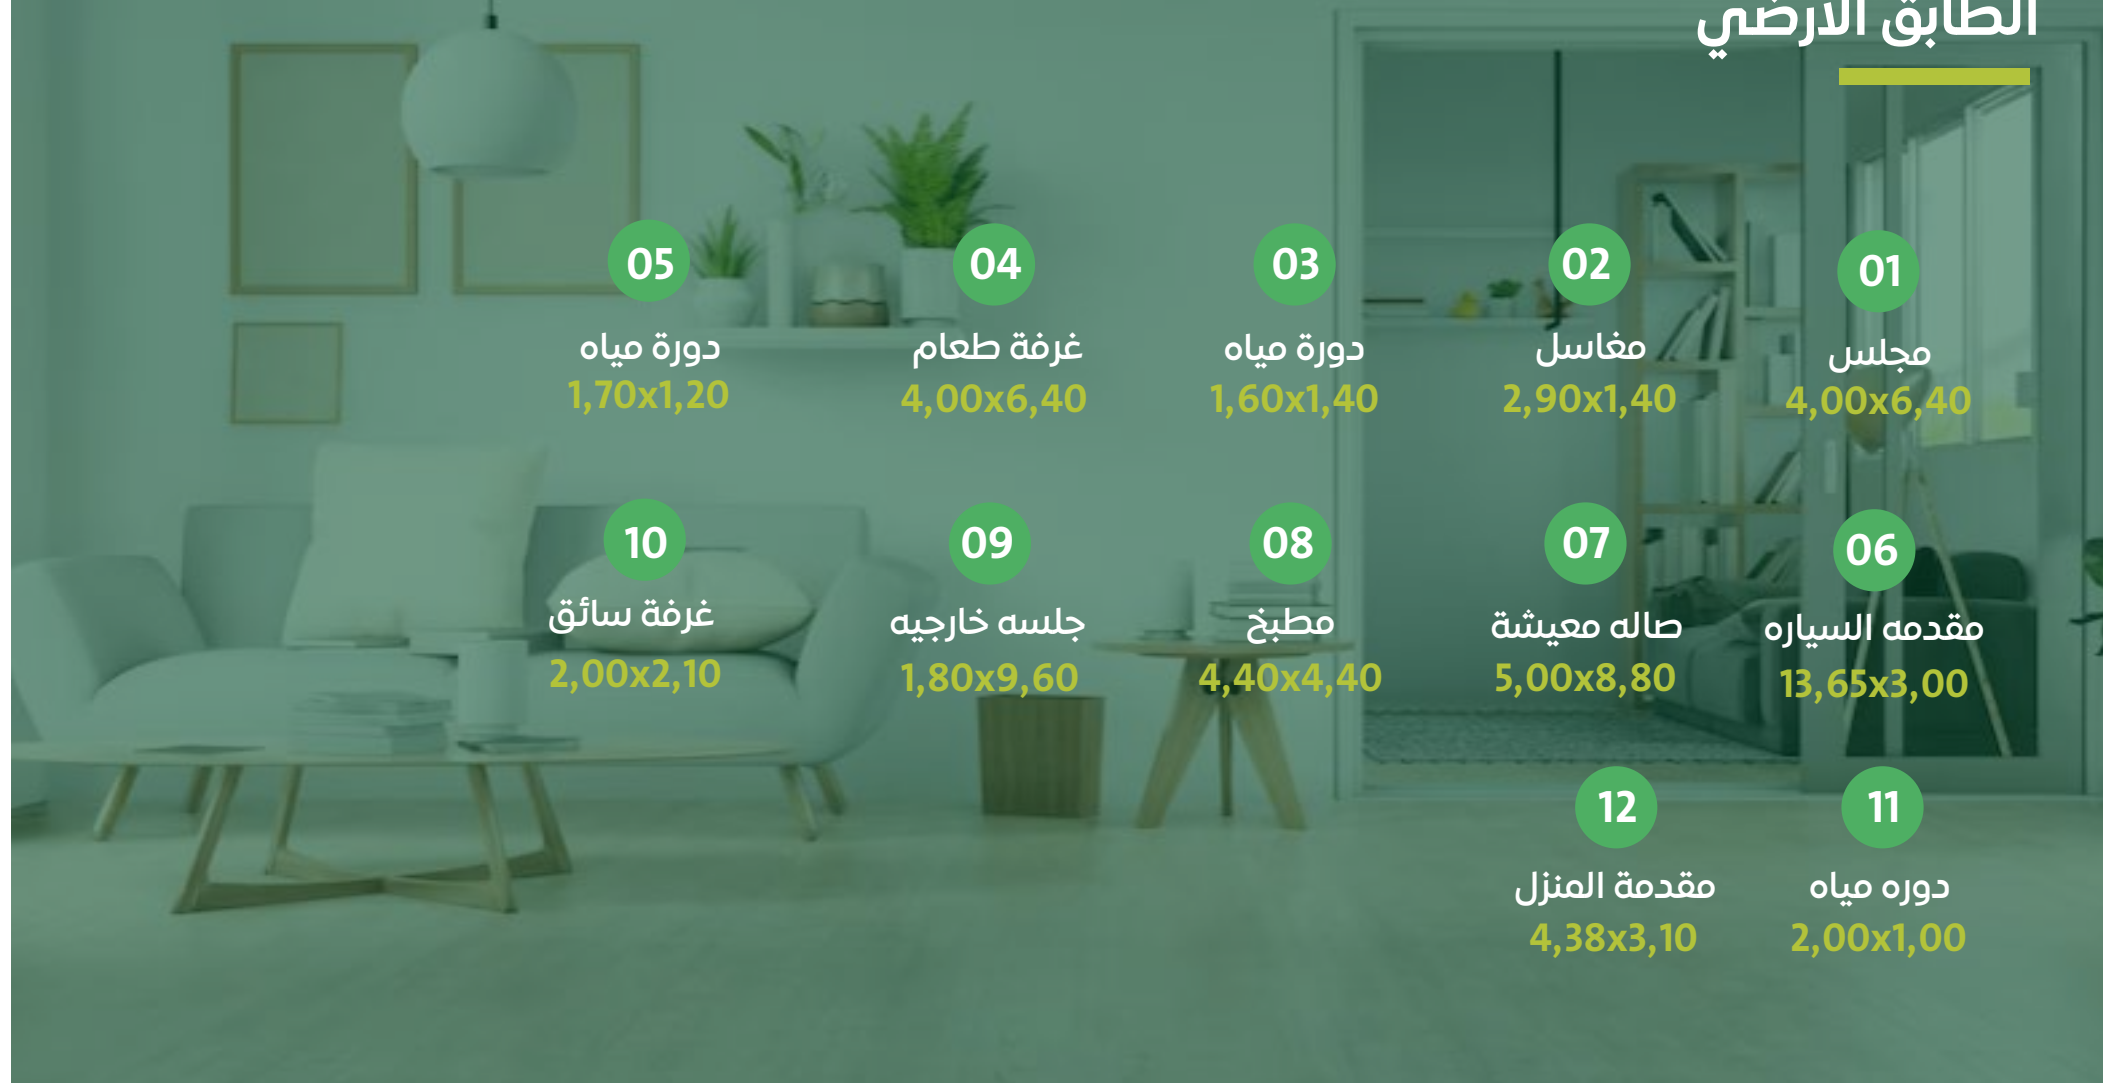 الطابق الارضي
01
مجلس
4,00x6,40
02
مغاسل
2,90x1,40
03
دورة مياه
1,60x1,40
04
غرفة طعام
4,00x6,40
05
دورة مياه
1,70x1,20
06
مقدمه السياره
13,65x3,00
07
صاله معيشة
5,00x8,80
08
مطبخ
4,40x4,40
09
جلسه خارجيه
1,80x9,60
10
غرفة سائق
2,00x2,10
11
دوره مياه
2,00x1,00
12
مقدمة المنزل
4,38x3,10